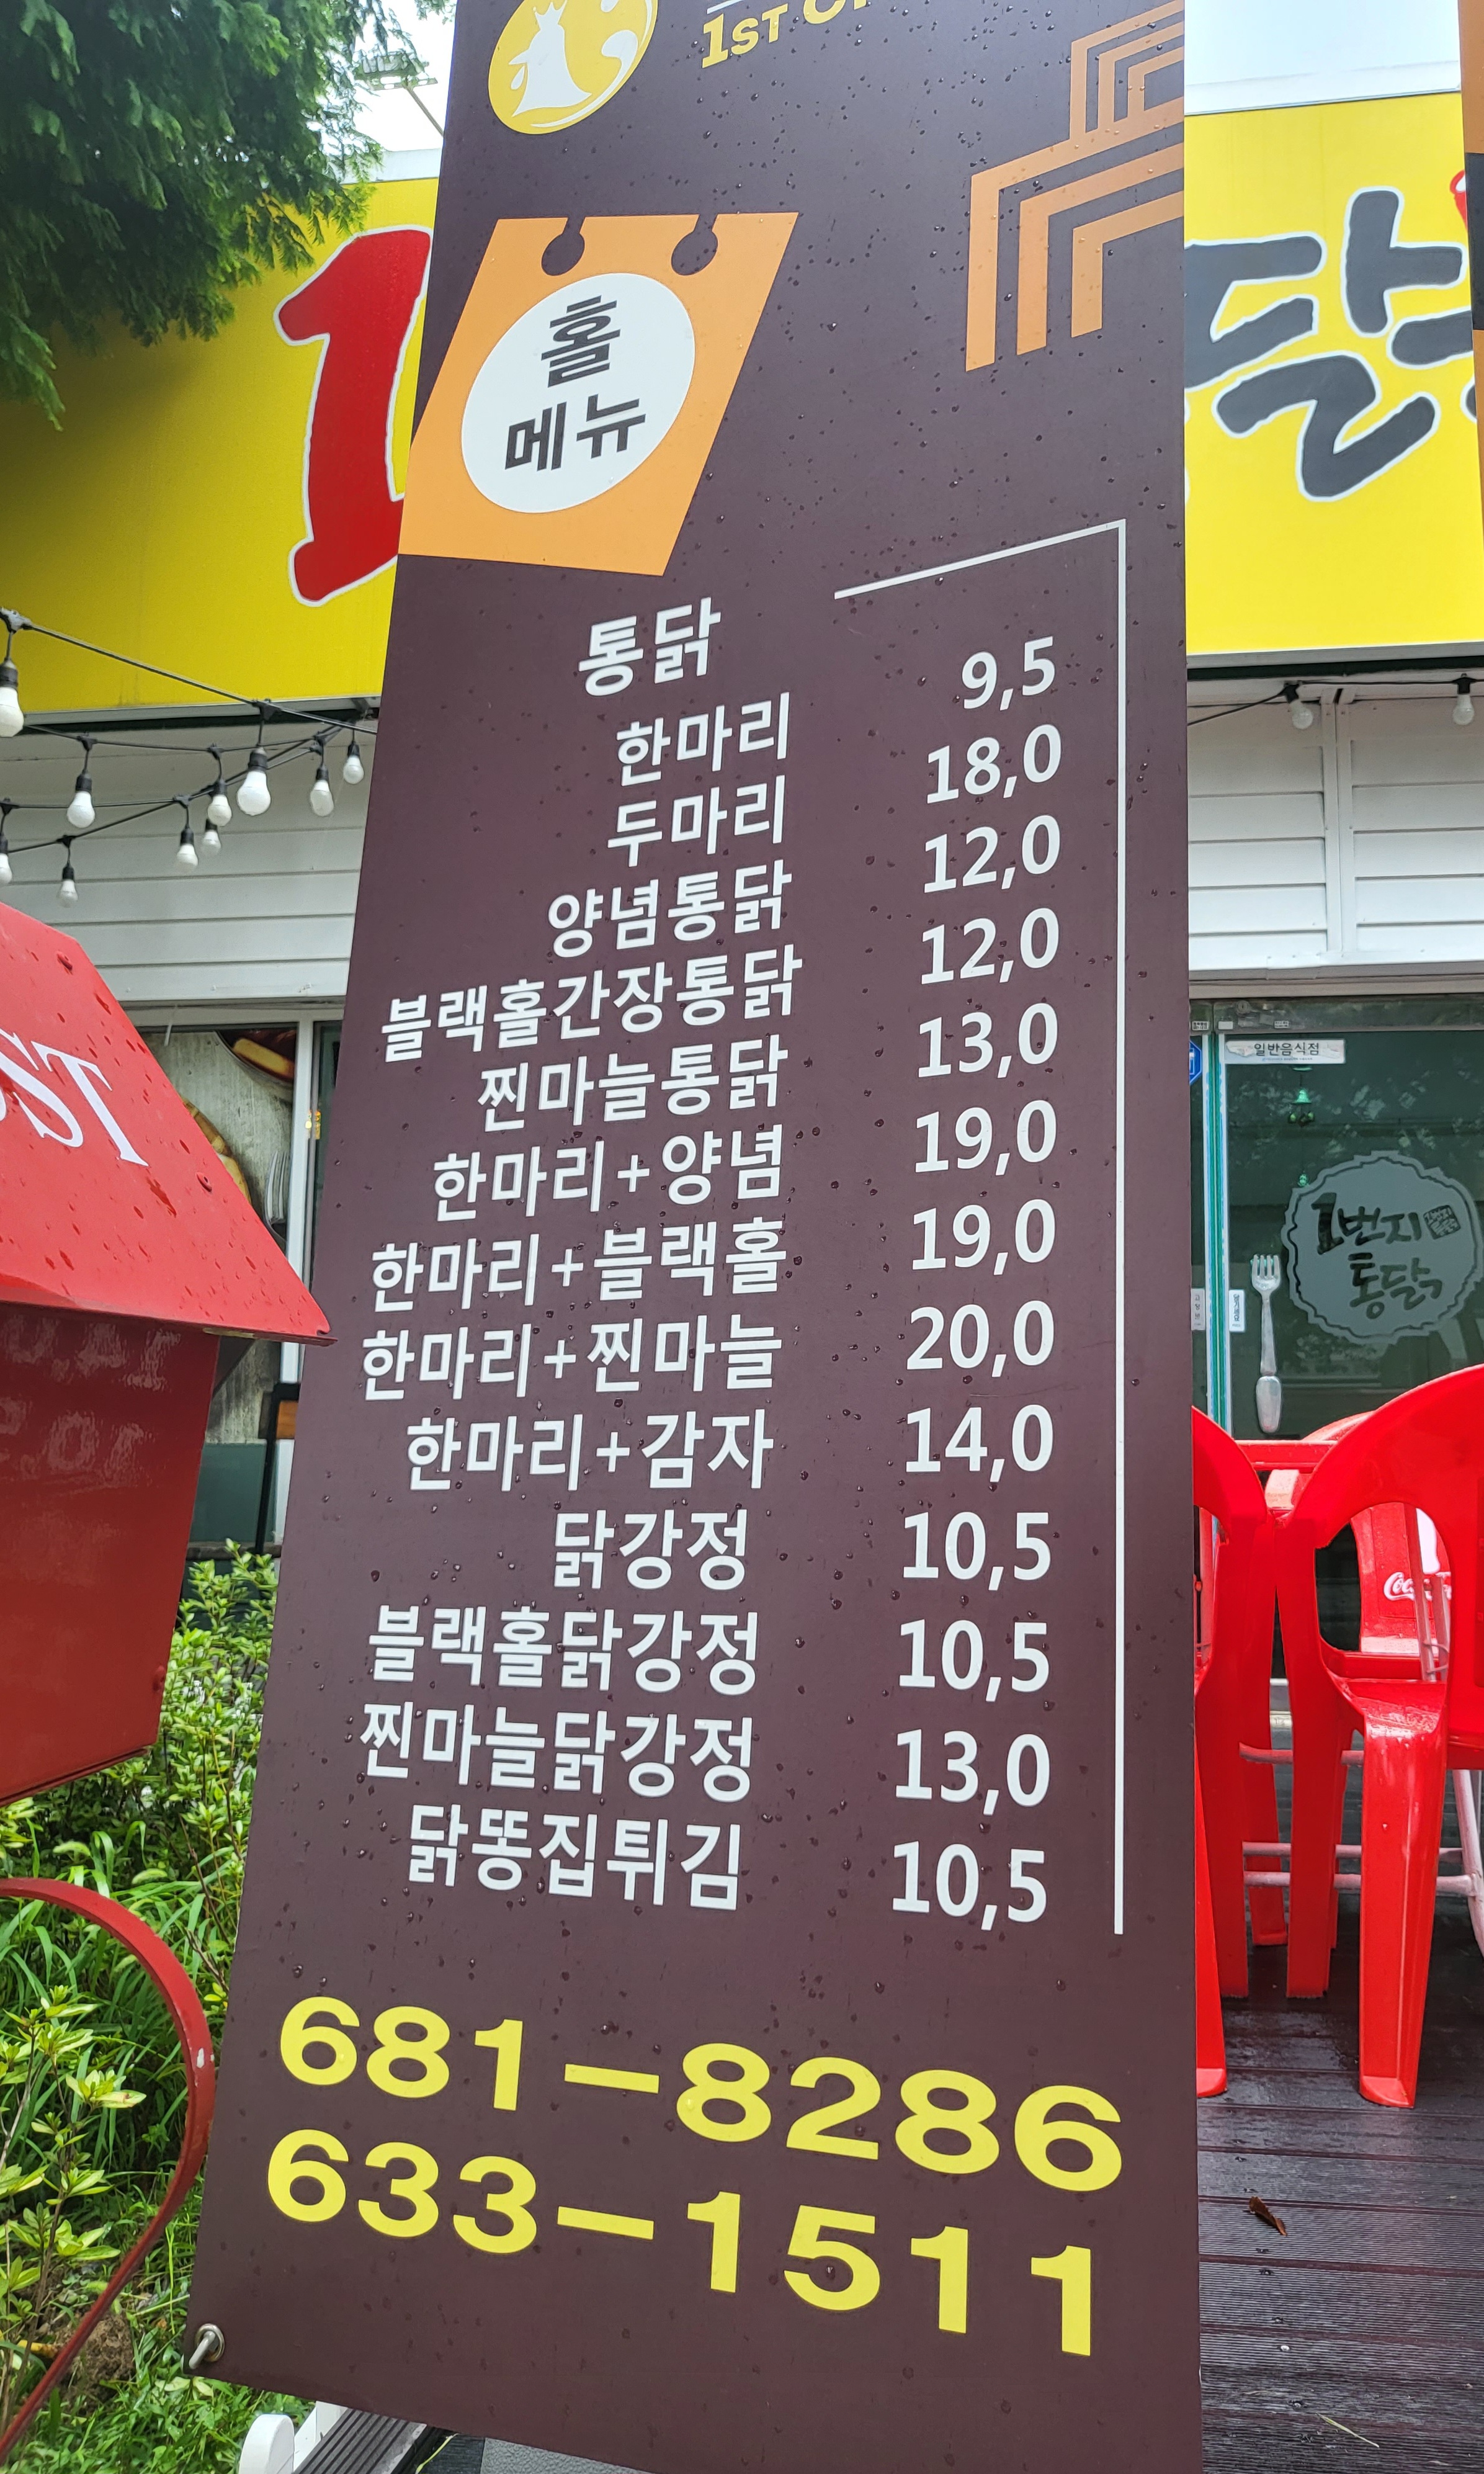 1ST
홀
메뉴
통닭
한마리 9,5
두마리 18,0
양념통닭 12,0
블랙홀간장통닭 12,0
찐마늘통닭 13,0
한마리+양념 19,0
한마리+블랙홀 19,0
한마리+찐마늘 20,0
한마리+감자 14,0
닭강정 10,5
블랙홀닭강정 10,5
찐마늘닭강정 13,0
닭똥집튀김 10,5
681-8286
633-1511
1
닭
일반음식점
1번지
통닭